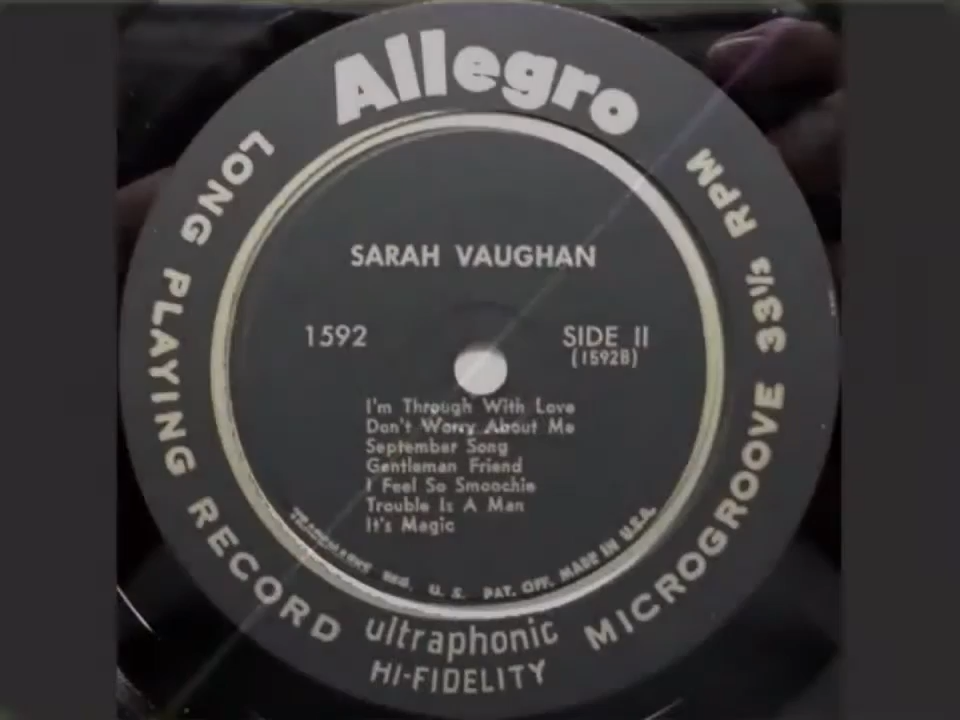 Allegro
LONG PLAYING RECORD
33⅓ RPM
MICROGROOVE
SARAH VAUGHAN
1592
SIDE II
(1592B)
I'm Through With Love
Don't Worry About Me
September Song
Gentleman Friend
I Feel So Smoochie
Trouble Is A Man
It's Magic
TRADEMARKS REG. U. S. PAT. OFF. MADE IN U.S.A.
ultraphonic
HI-FIDELITY